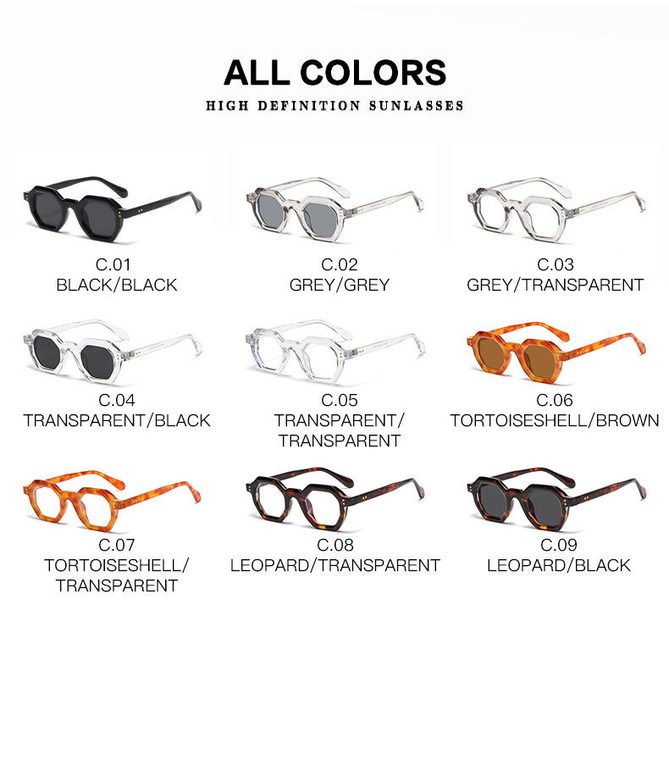 ALL COLORS
HIGH DEFINITION SUNLASSES
C.01
BLACK/BLACK
C.02
GREY/GREY
C.03
GREY/TRANSPARENT
C.04
TRANSPARENT/BLACK
C.05
TRANSPARENT/
TRANSPARENT
C.06
TORTOISESHELL/BROWN
C.07
TORTOISESHELL/
TRANSPARENT
C.08
LEOPARD/TRANSPARENT
C.09
LEOPARD/BLACK